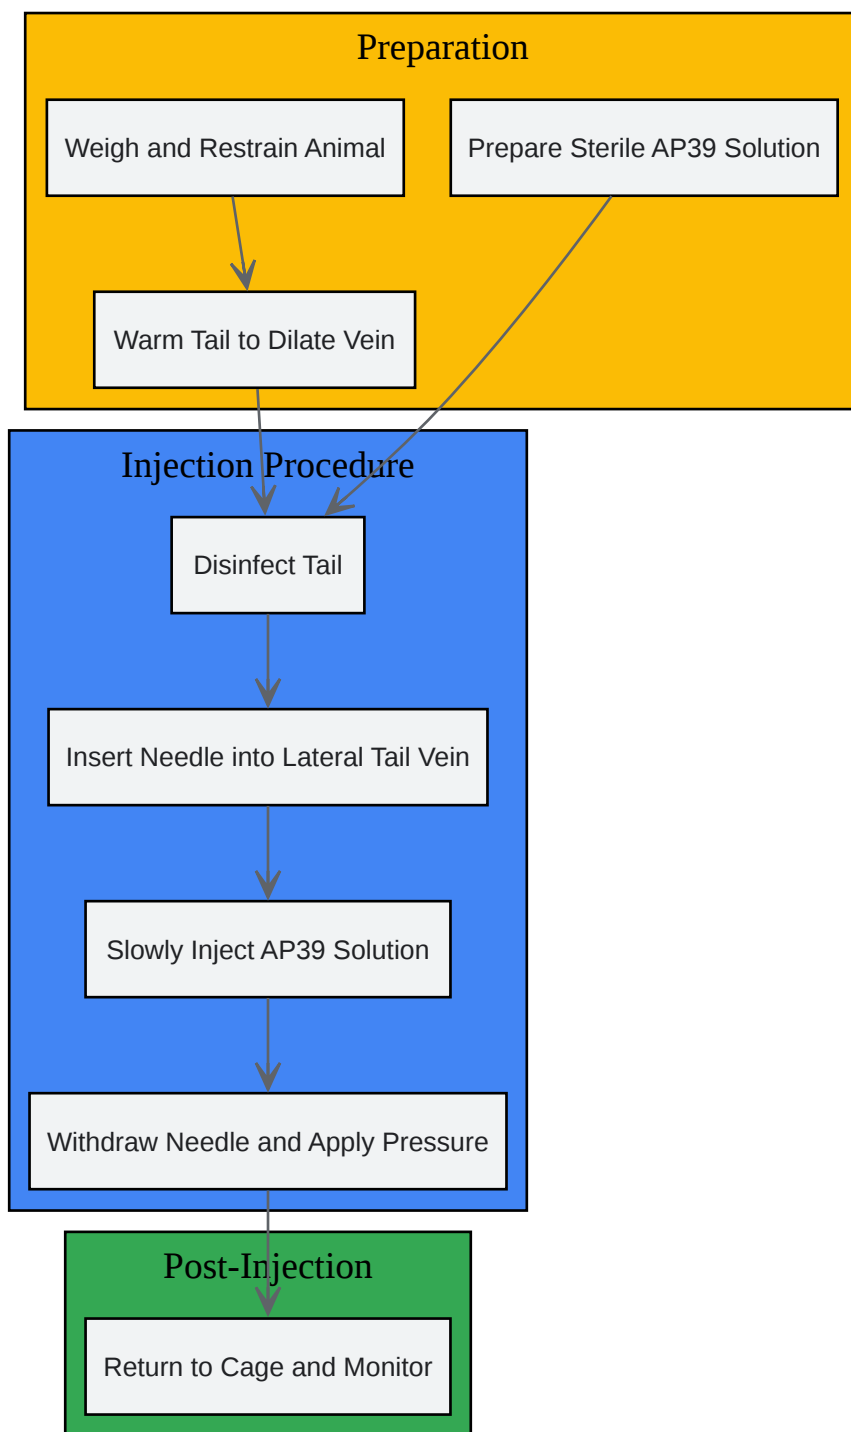 Preparation
Weigh and Restrain Animal
Prepare Sterile AP39 Solution
Warm Tail to Dilate Vein
Injection Procedure
Disinfect Tail
Insert Needle into Lateral Tail Vein
Slowly Inject AP39 Solution
Withdraw Needle and Apply Pressure
Post-Injection
Return to Cage and Monitor